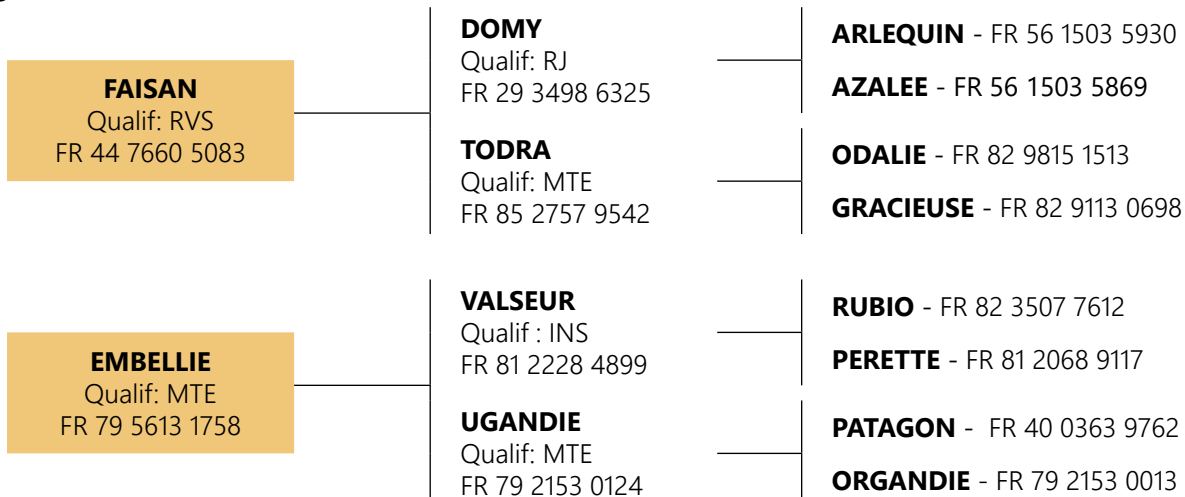 FAISAN
Qualif: RVS
FR 44 7660 5083
DOMY
Qualif: RJ
FR 29 3498 6325
ARLEQUIN - FR 56 1503 5930
AZALEE - FR 56 1503 5869
TODRA
Qualif: MTE
FR 85 2757 9542
ODALIE - FR 82 9815 1513
GRACIEUSE - FR 82 9113 0698
EMBELLIE
Qualif: MTE
FR 79 5613 1758
VALSEUR
Qualif : INS
FR 81 2228 4899
RUBIO - FR 82 3507 7612
PERETTE - FR 81 2068 9117
UGANDIE
Qualif: MTE
FR 79 2153 0124
PATAGON - FR 40 0363 9762
ORGANDIE - FR 79 2153 0013